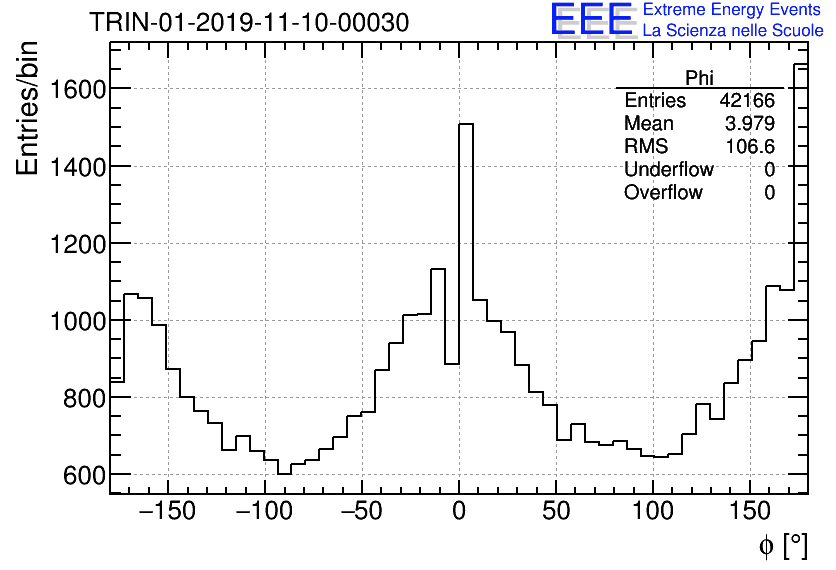 TRIN-01-2019-11-10-00030
EEE
Extreme Energy Events
La Scienza nelle Scuole
Entries/bin
Phi
Entries 42166
Mean 3.979
RMS 106.6
Underflow 0
Overflow 0
1600
1400
1200
1000
800
600
−150 −100 −50 0 50 100 150
ϕ [°]